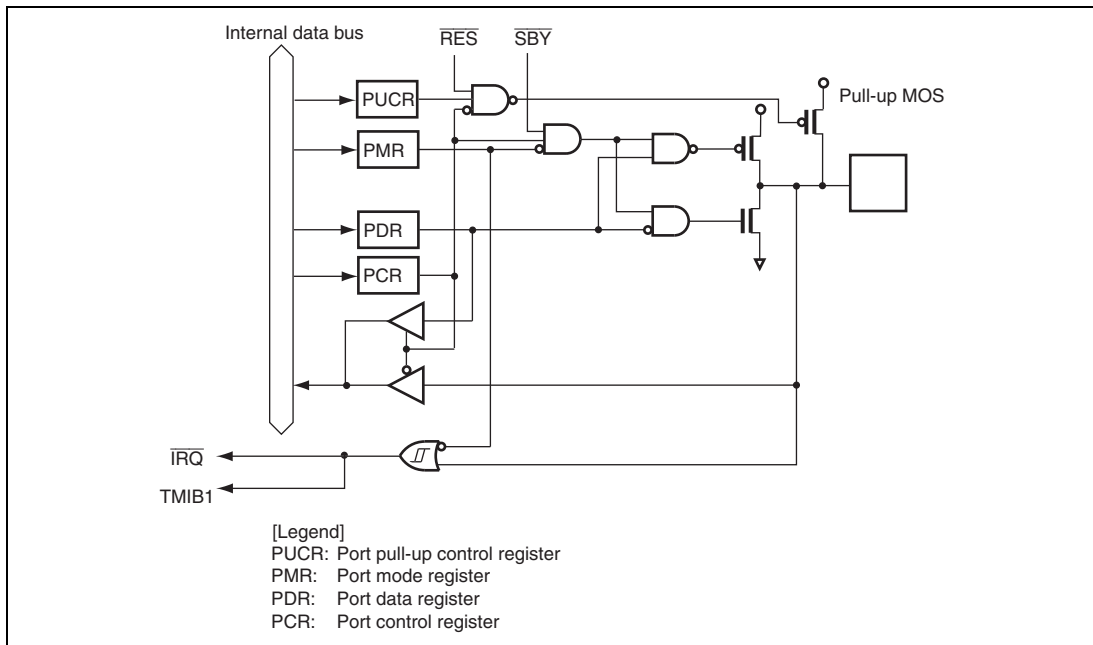 Internal data bus
RES
SBY
PUCR
Pull-up MOS
PMR
PDR
PCR
IRQ
TMIB1
[Legend]
PUCR: Port pull-up control register
PMR: Port mode register
PDR: Port data register
PCR: Port control register